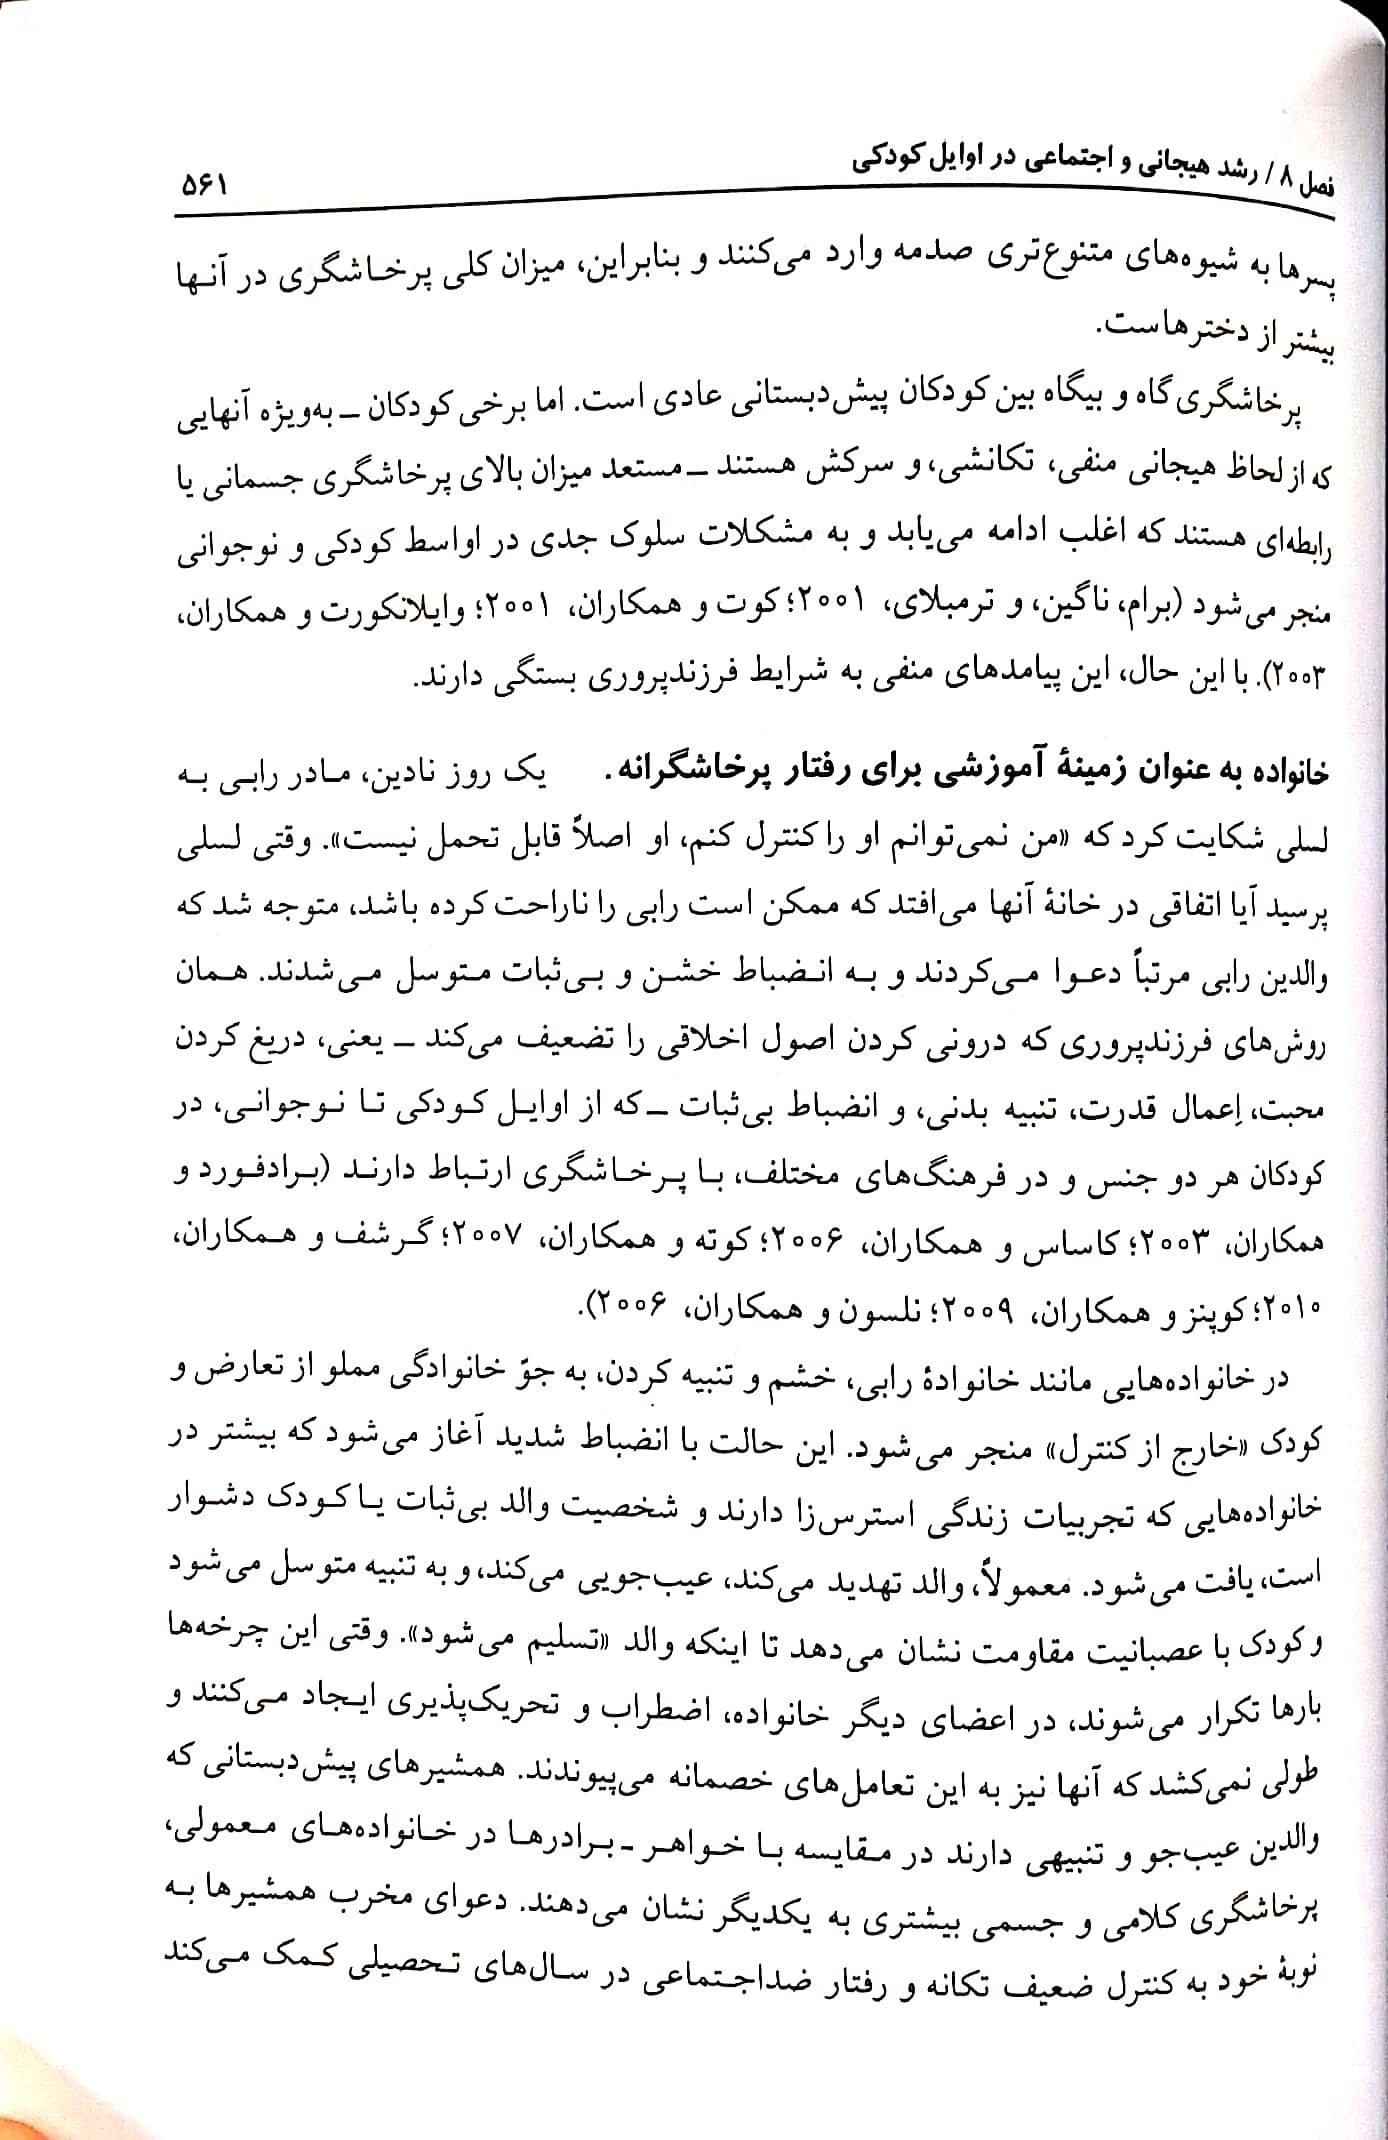 فصل ۸ / رشد هیجانی و اجتماعی در اوایل کودکی ۵۶۱
پسرها به شیوه‌های متنوع‌تری صدمه وارد می‌کنند و بنابراین، میزان کلی پرخاشگری در آنها
بیشتر از دخترهاست.
پرخاشگری گاه و بیگاه بین کودکان پیش‌دبستانی عادی است. اما برخی کودکان ـ به‌ویژه آنهایی
که از لحاظ هیجانی منفی، تکانشی، و سرکش هستند ـ مستعد میزان بالای پرخاشگری جسمانی یا
رابطه‌ای هستند که اغلب ادامه می‌یابد و به مشکلات سلوک جدی در اواسط کودکی و نوجوانی
منجر می‌شود (برام، ناگین، و ترمبلای، ۲۰۰۱؛ کوت و همکاران، ۲۰۰۱؛ وایلانکورت و همکاران،
۲۰۰۳). با این حال، این پیامدهای منفی به شرایط فرزندپروری بستگی دارند.
خانواده به عنوان زمینهٔ آموزشی برای رفتار پرخاشگرانه. یک روز نادین، مادر رابی به
لسلی شکایت کرد که «من نمی‌توانم او را کنترل کنم، او اصلاً قابل تحمل نیست». وقتی لسلی
پرسید آیا اتفاقی در خانهٔ آنها می‌افتد که ممکن است رابی را ناراحت کرده باشد، متوجه شد که
والدین رابی مرتباً دعوا می‌کردند و به انضباط خشن و بی‌ثبات متوسل می‌شدند. همان
روش‌های فرزندپروری که درونی کردن اصول اخلاقی را تضعیف می‌کند ـ یعنی، دریغ کردن
محبت، اِعمال قدرت، تنبیه بدنی، و انضباط بی‌ثبات ـ که از اوایل کودکی تا نوجوانی، در
کودکان هر دو جنس و در فرهنگ‌های مختلف، با پرخاشگری ارتباط دارند (برادفورد و
همکاران، ۲۰۰۳؛ کاساس و همکاران، ۲۰۰۶؛ کوته و همکاران، ۲۰۰۷؛ گرشف و همکاران،
۲۰۱۰؛ کوپنز و همکاران، ۲۰۰۹؛ نلسون و همکاران، ۲۰۰۶).
در خانواده‌هایی مانند خانوادهٔ رابی، خشم و تنبیه کردن، به جوّ خانوادگی مملو از تعارض و
کودک «خارج از کنترل» منجر می‌شود. این حالت با انضباط شدید آغاز می‌شود که بیشتر در
خانواده‌هایی که تجربیات زندگی استرس‌زا دارند و شخصیت والد بی‌ثبات یا کودک دشوار
است، یافت می‌شود. معمولاً، والد تهدید می‌کند، عیب‌جویی می‌کند، و به تنبیه متوسل می‌شود
و کودک با عصبانیت مقاومت نشان می‌دهد تا اینکه والد «تسلیم می‌شود». وقتی این چرخه‌ها
بارها تکرار می‌شوند، در اعضای دیگر خانواده، اضطراب و تحریک‌پذیری ایجاد می‌کنند و
طولی نمی‌کشد که آنها نیز به این تعامل‌های خصمانه می‌پیوندند. همشیرهای پیش‌دبستانی که
والدین عیب‌جو و تنبیهی دارند در مقایسه با خواهر ـ برادرها در خانواده‌های معمولی،
پرخاشگری کلامی و جسمی بیشتری به یکدیگر نشان می‌دهند. دعوای مخرب همشیرها به
نوبهٔ خود به کنترل ضعیف تکانه و رفتار ضداجتماعی در سال‌های تحصیلی کمک می‌کند